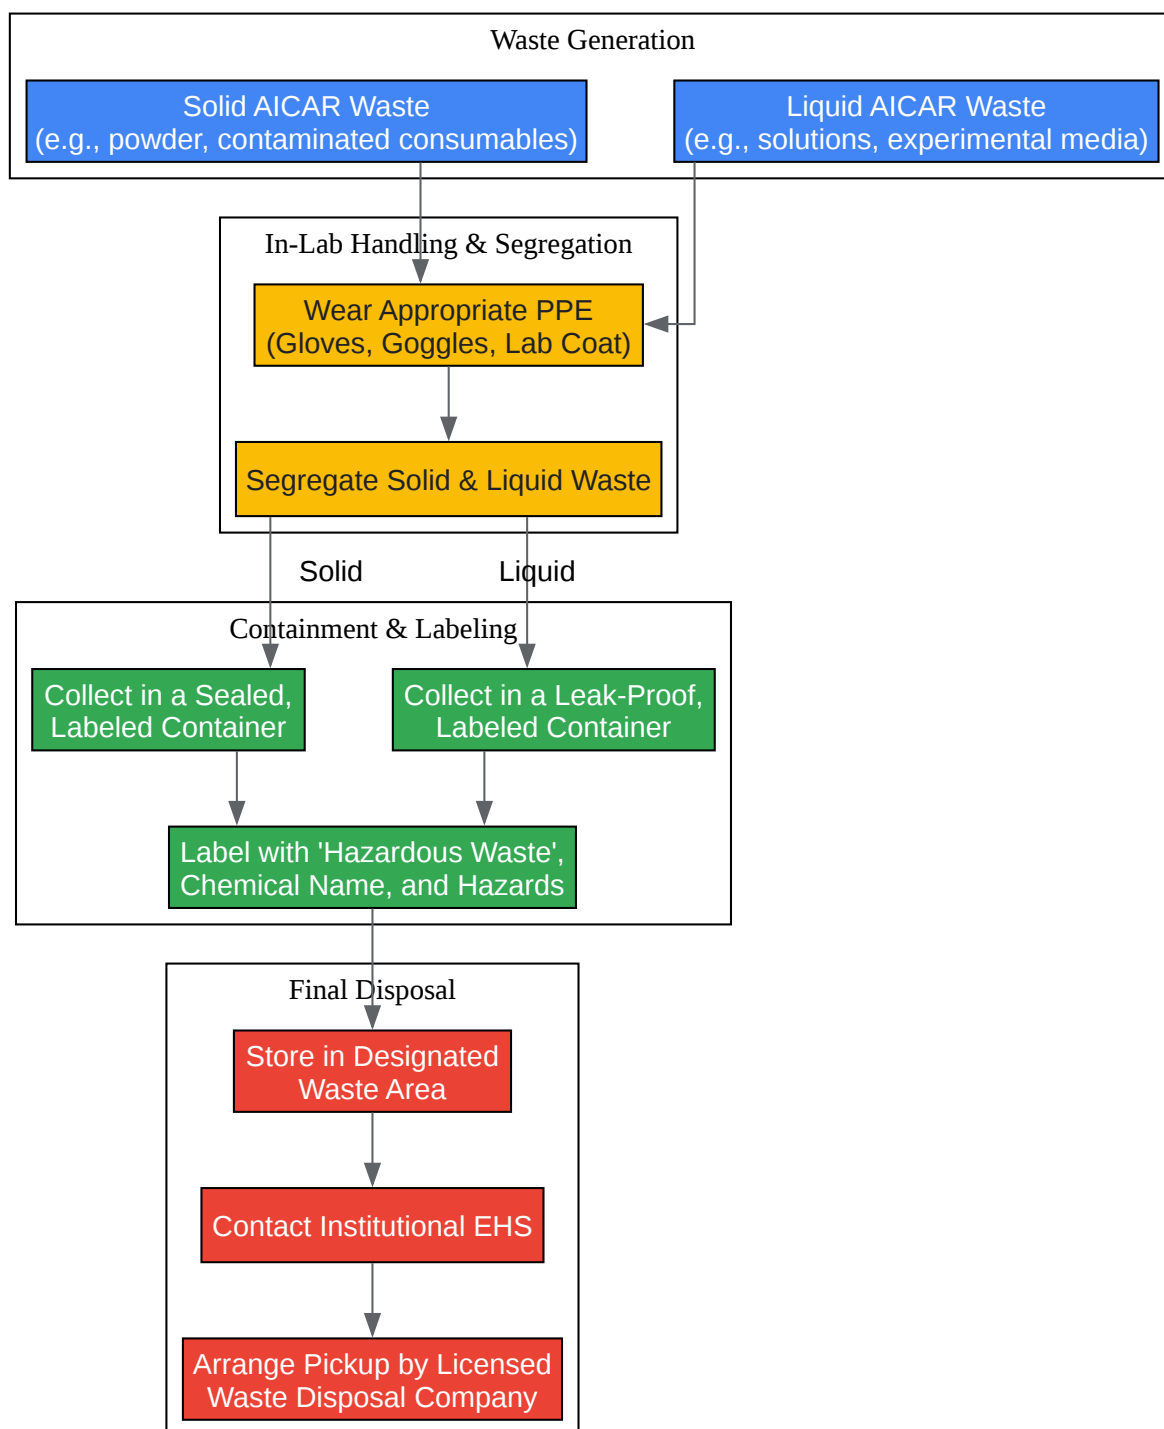 Waste Generation
Solid AICAR Waste
(e.g., powder, contaminated consumables)
Liquid AICAR Waste
(e.g., solutions, experimental media)
In-Lab Handling & Segregation
Wear Appropriate PPE
(Gloves, Goggles, Lab Coat)
Segregate Solid & Liquid Waste
Solid
Liquid
Containment & Labeling
Collect in a Sealed,
Labeled Container
Collect in a Leak-Proof,
Labeled Container
Label with 'Hazardous Waste',
Chemical Name, and Hazards
Final Disposal
Store in Designated
Waste Area
Contact Institutional EHS
Arrange Pickup by Licensed
Waste Disposal Company